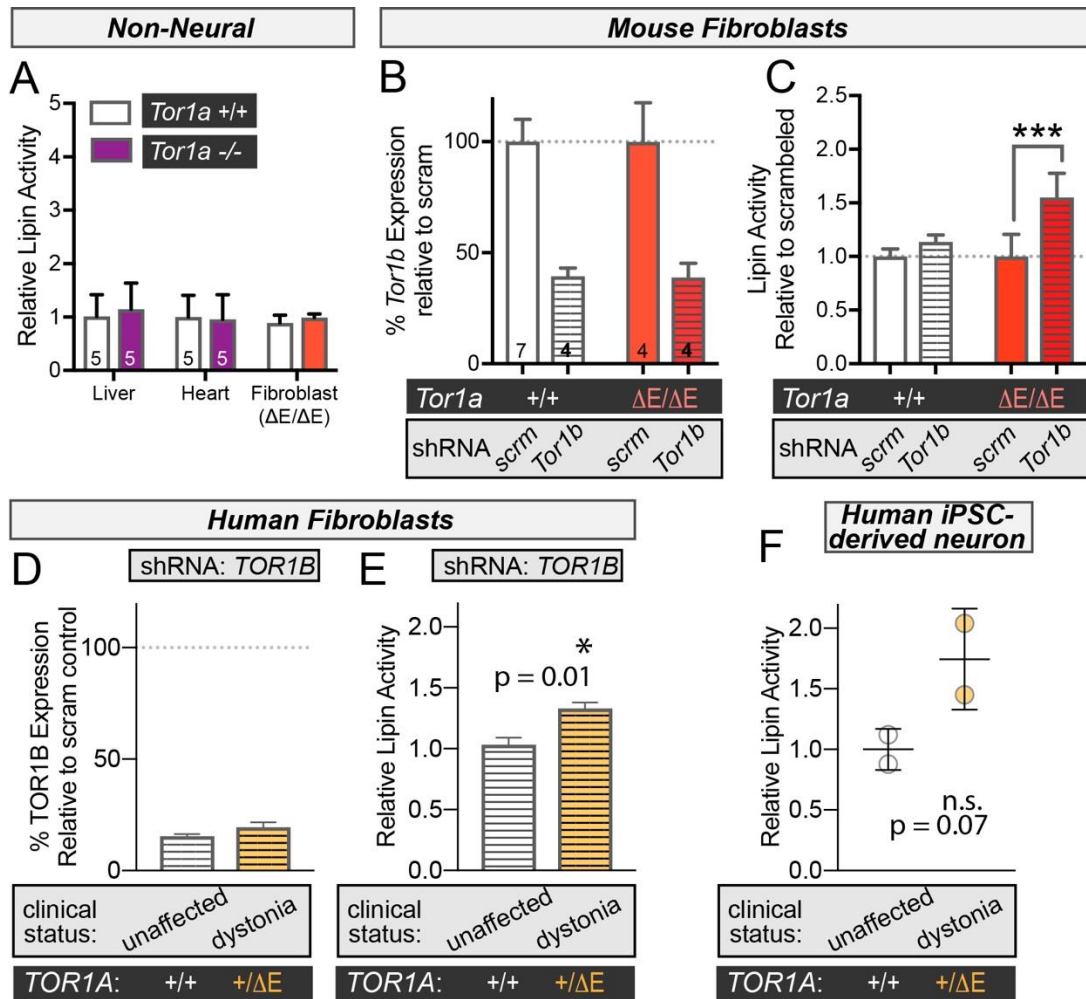 Non-Neural
Mouse Fibroblasts
A
Relative Lipin Activity
5
4
3
2
1
0
Tor1a +/+
Tor1a -/-
5 5 5 5
Liver Heart Fibroblast
(ΔE/ΔE)
B
% Tor1b Expression
relative to scram
100
50
0
7 4 4 4
Tor1a +/+ ΔE/ΔE
shRNA scrm Tor1b scrm Tor1b
C
Lipin Activity
Relative to scrambeled
2.5
2.0
1.5
1.0
0.5
0.0
***
Tor1a +/+ ΔE/ΔE
shRNA scrm Tor1b scrm Tor1b
Human Fibroblasts
Human iPSC-
derived neuron
D
shRNA: TOR1B
% TOR1B Expression
Relative to scram control
100
50
0
clinical
status:
unaffected dystonia
TOR1A: +/+ +/ΔE
E
shRNA: TOR1B
Relative Lipin Activity
2.0
1.5
1.0
0.5
0.0
*
p = 0.01
clinical
status:
unaffected dystonia
TOR1A: +/+ +/ΔE
F
Relative Lipin Activity
2.0
1.5
1.0
0.5
0.0
n.s.
p = 0.07
clinical
status:
unaffected dystonia
TOR1A: +/+ +/ΔE